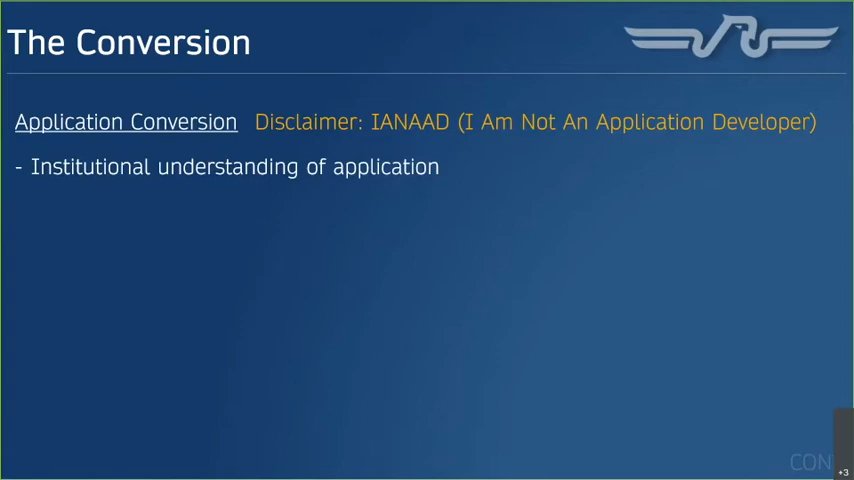 The Conversion
Application Conversion Disclaimer: IANAAD (I Am Not An Application Developer)
- Institutional understanding of application
CON
+3